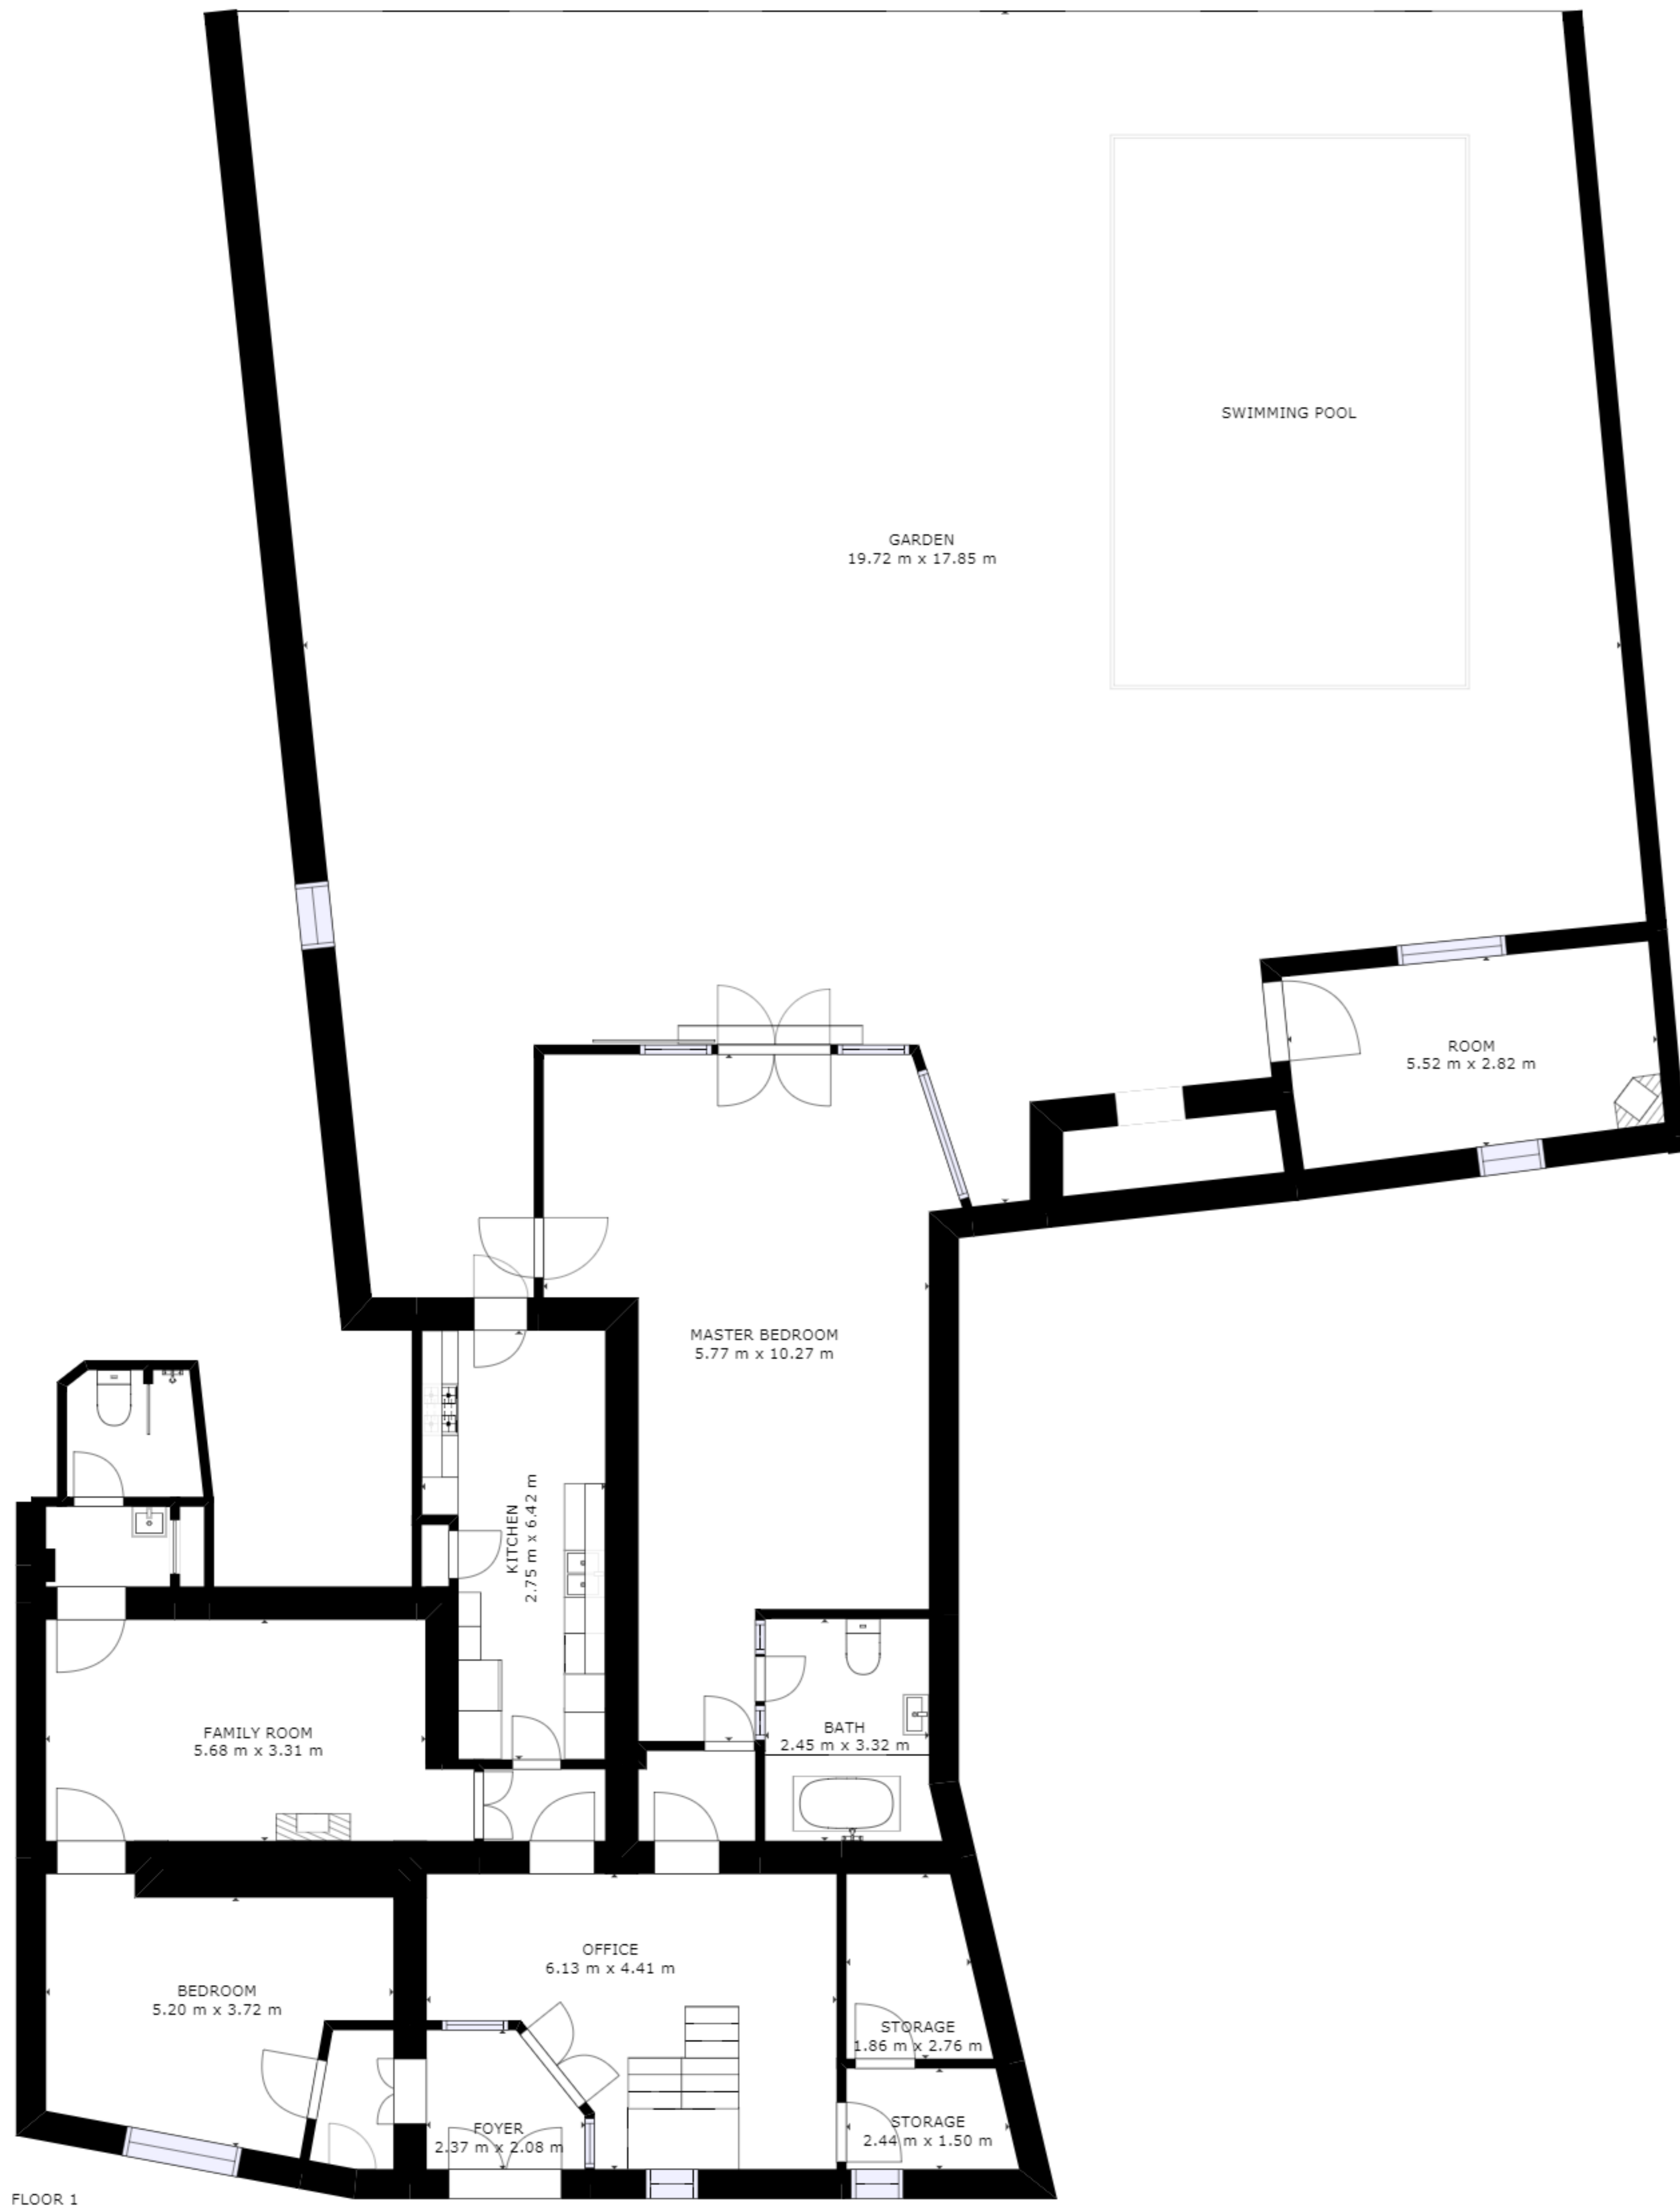 SWIMMING POOL
GARDEN
19.72 m x 17.85 m
ROOM
5.52 m x 2.82 m
MASTER BEDROOM
5.77 m x 10.27 m
KITCHEN
2.75 m x 6.42 m
FAMILY ROOM
5.68 m x 3.31 m
BATH
2.45 m x 3.32 m
OFFICE
6.13 m x 4.41 m
BEDROOM
5.20 m x 3.72 m
STORAGE
1.86 m x 2.76 m
STORAGE
2.44 m x 1.50 m
FOYER
2.37 m x 2.08 m
FLOOR 1